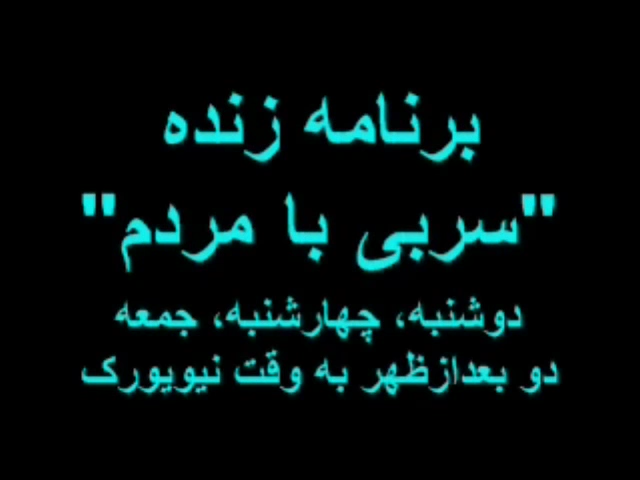 برنامه زنده
"سربی با مردم"
دوشنبه، چهارشنبه، جمعه
دو بعدازظهر به وقت نیویورک